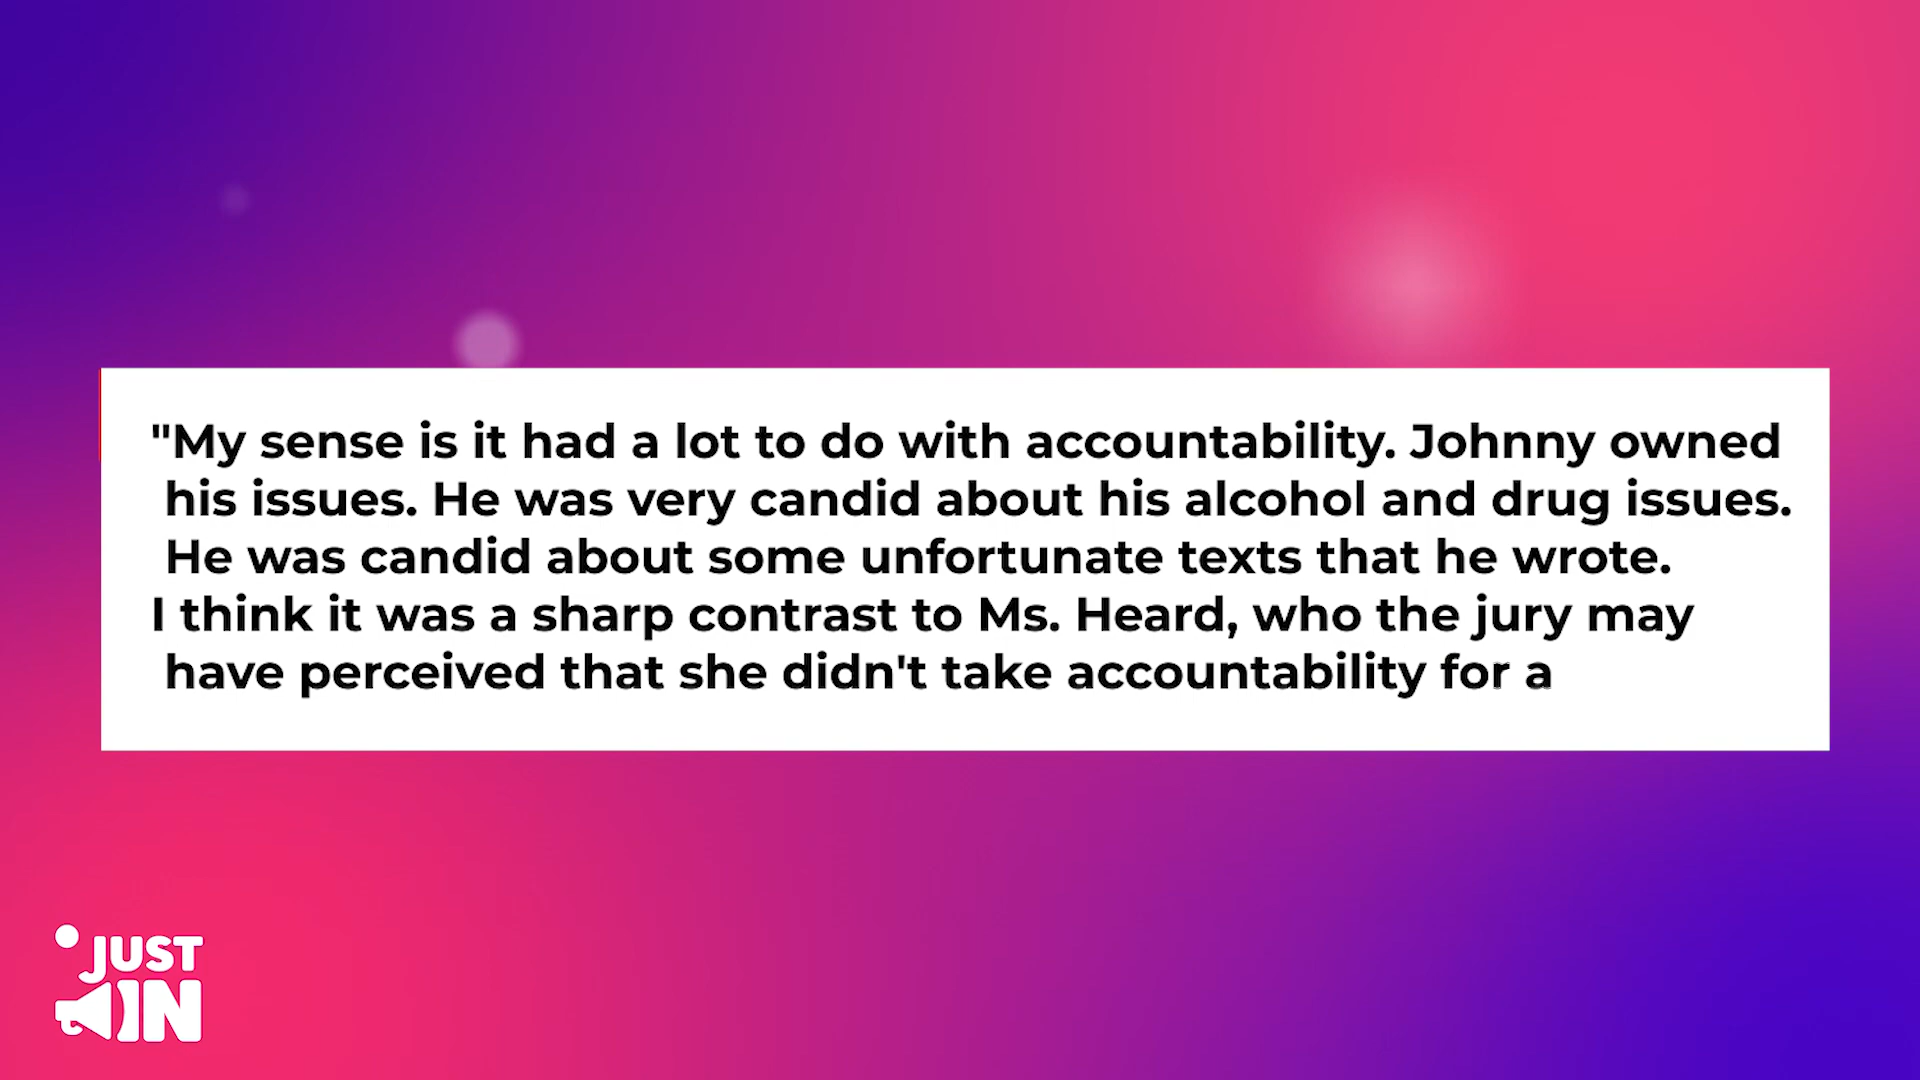 "My sense is it had a lot to do with accountability. Johnny owned
his issues. He was very candid about his alcohol and drug issues.
He was candid about some unfortunate texts that he wrote.
I think it was a sharp contrast to Ms. Heard, who the jury may
have perceived that she didn't take accountability for a
JUST
IN